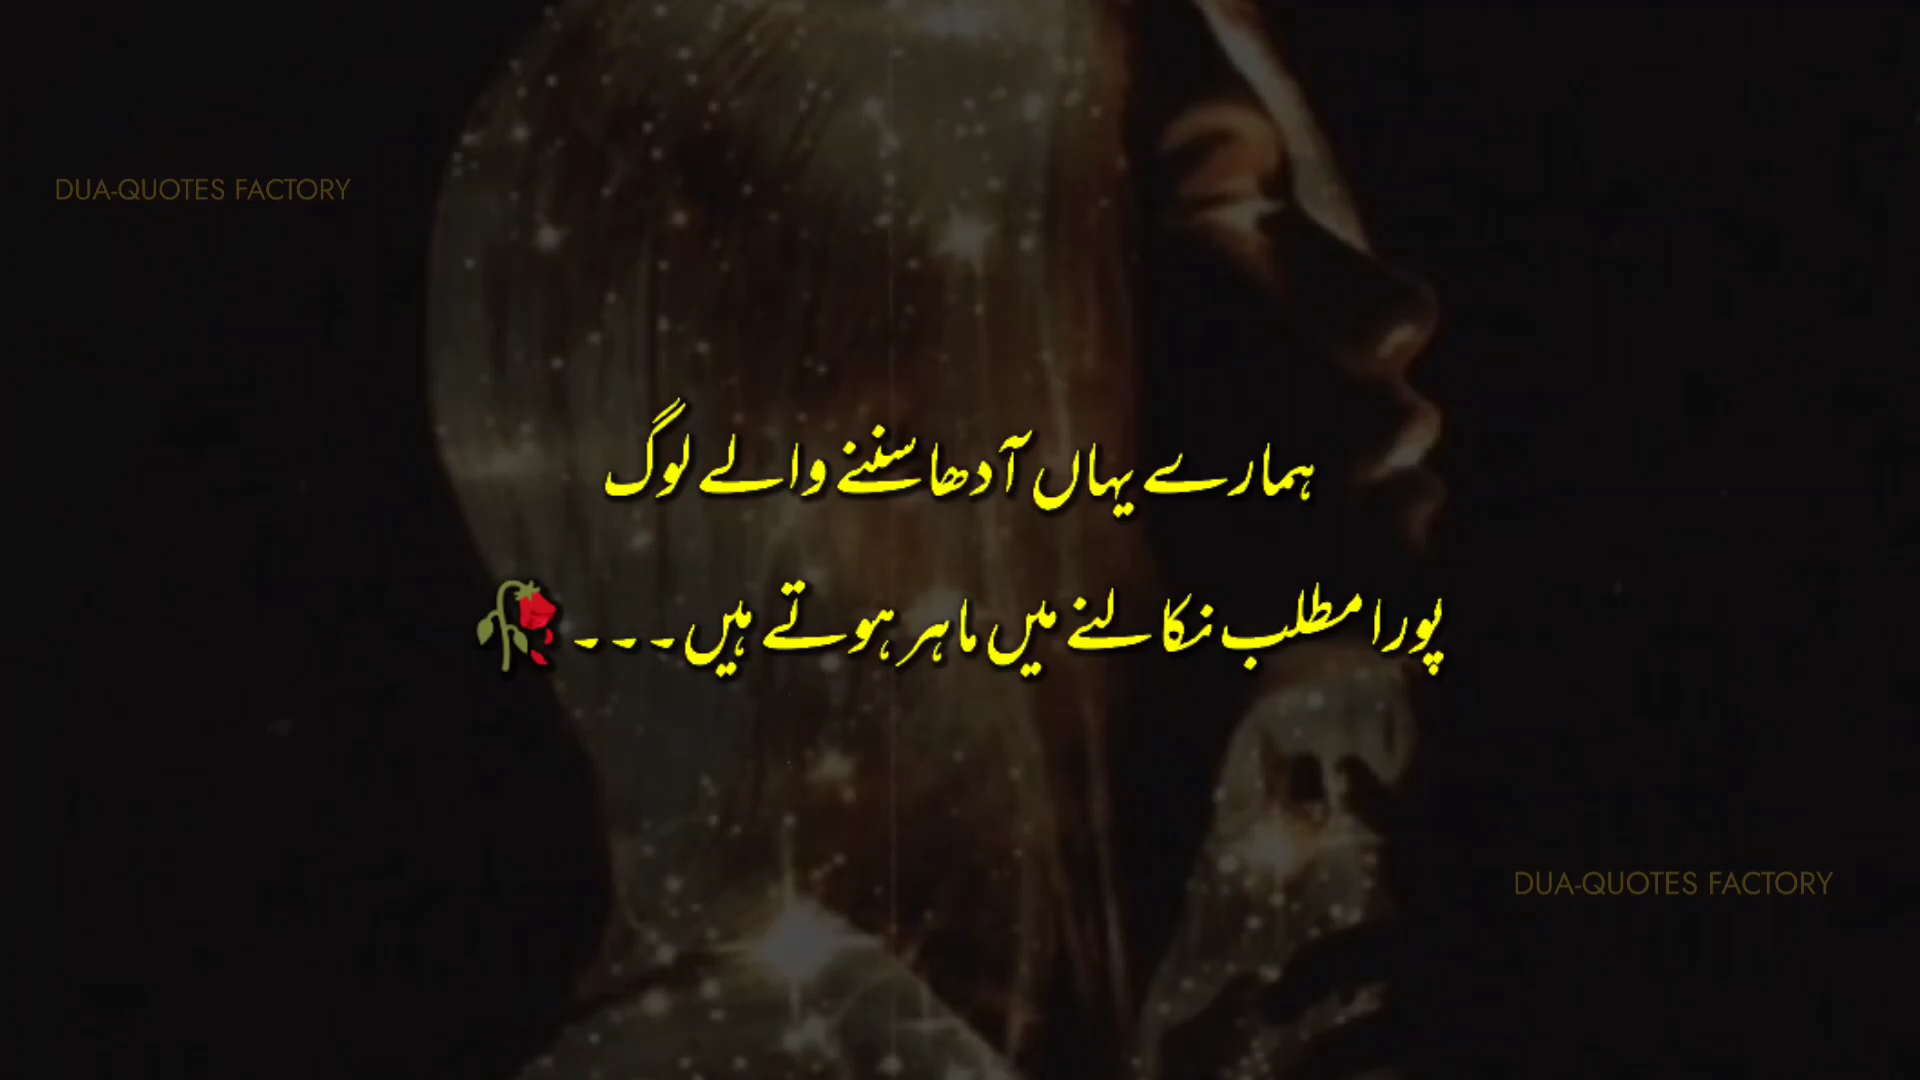 DUA-QUOTES FACTORY
ہمارے یہاں آدھا سننے والے لوگ
پورا مطلب نکالنے میں ماہر ہوتے ہیں۔۔۔🥀
DUA-QUOTES FACTORY